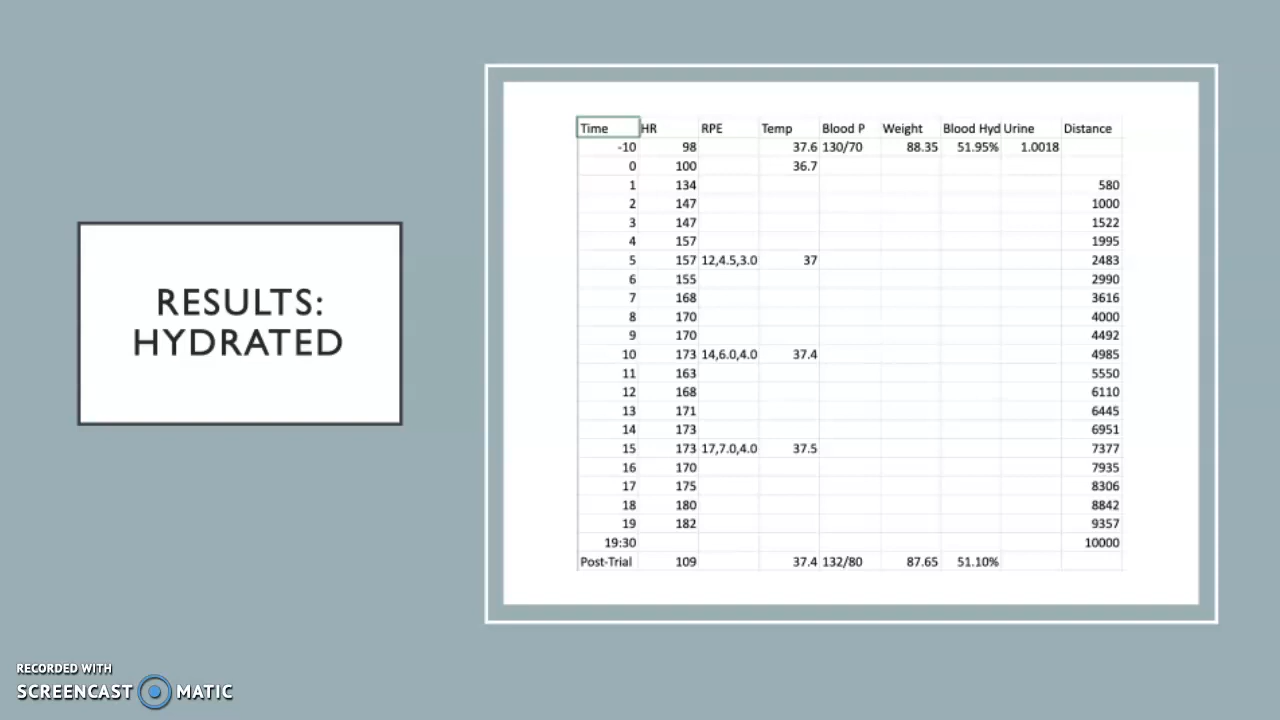 RESULTS:
HYDRATED
Time HR RPE Temp Blood P Weight Blood Hyd Urine Distance
-10 98 37.6 130/70 88.35 51.95% 1.0018
0 100 36.7
1 134 580
2 147 1000
3 147 1522
4 157 1995
5 157 12,4.5,3.0 37 2483
6 155 2990
7 168 3616
8 170 4000
9 170 4492
10 173 14,6.0,4.0 37.4 4985
11 163 5550
12 168 6110
13 171 6445
14 173 6951
15 173 17,7.0,4.0 37.5 7377
16 170 7935
17 175 8306
18 180 8842
19 182 9357
19:30 10000
Post-Trial 109 37.4 132/80 87.65 51.10%
RECORDED WITH
SCREENCAST MATIC